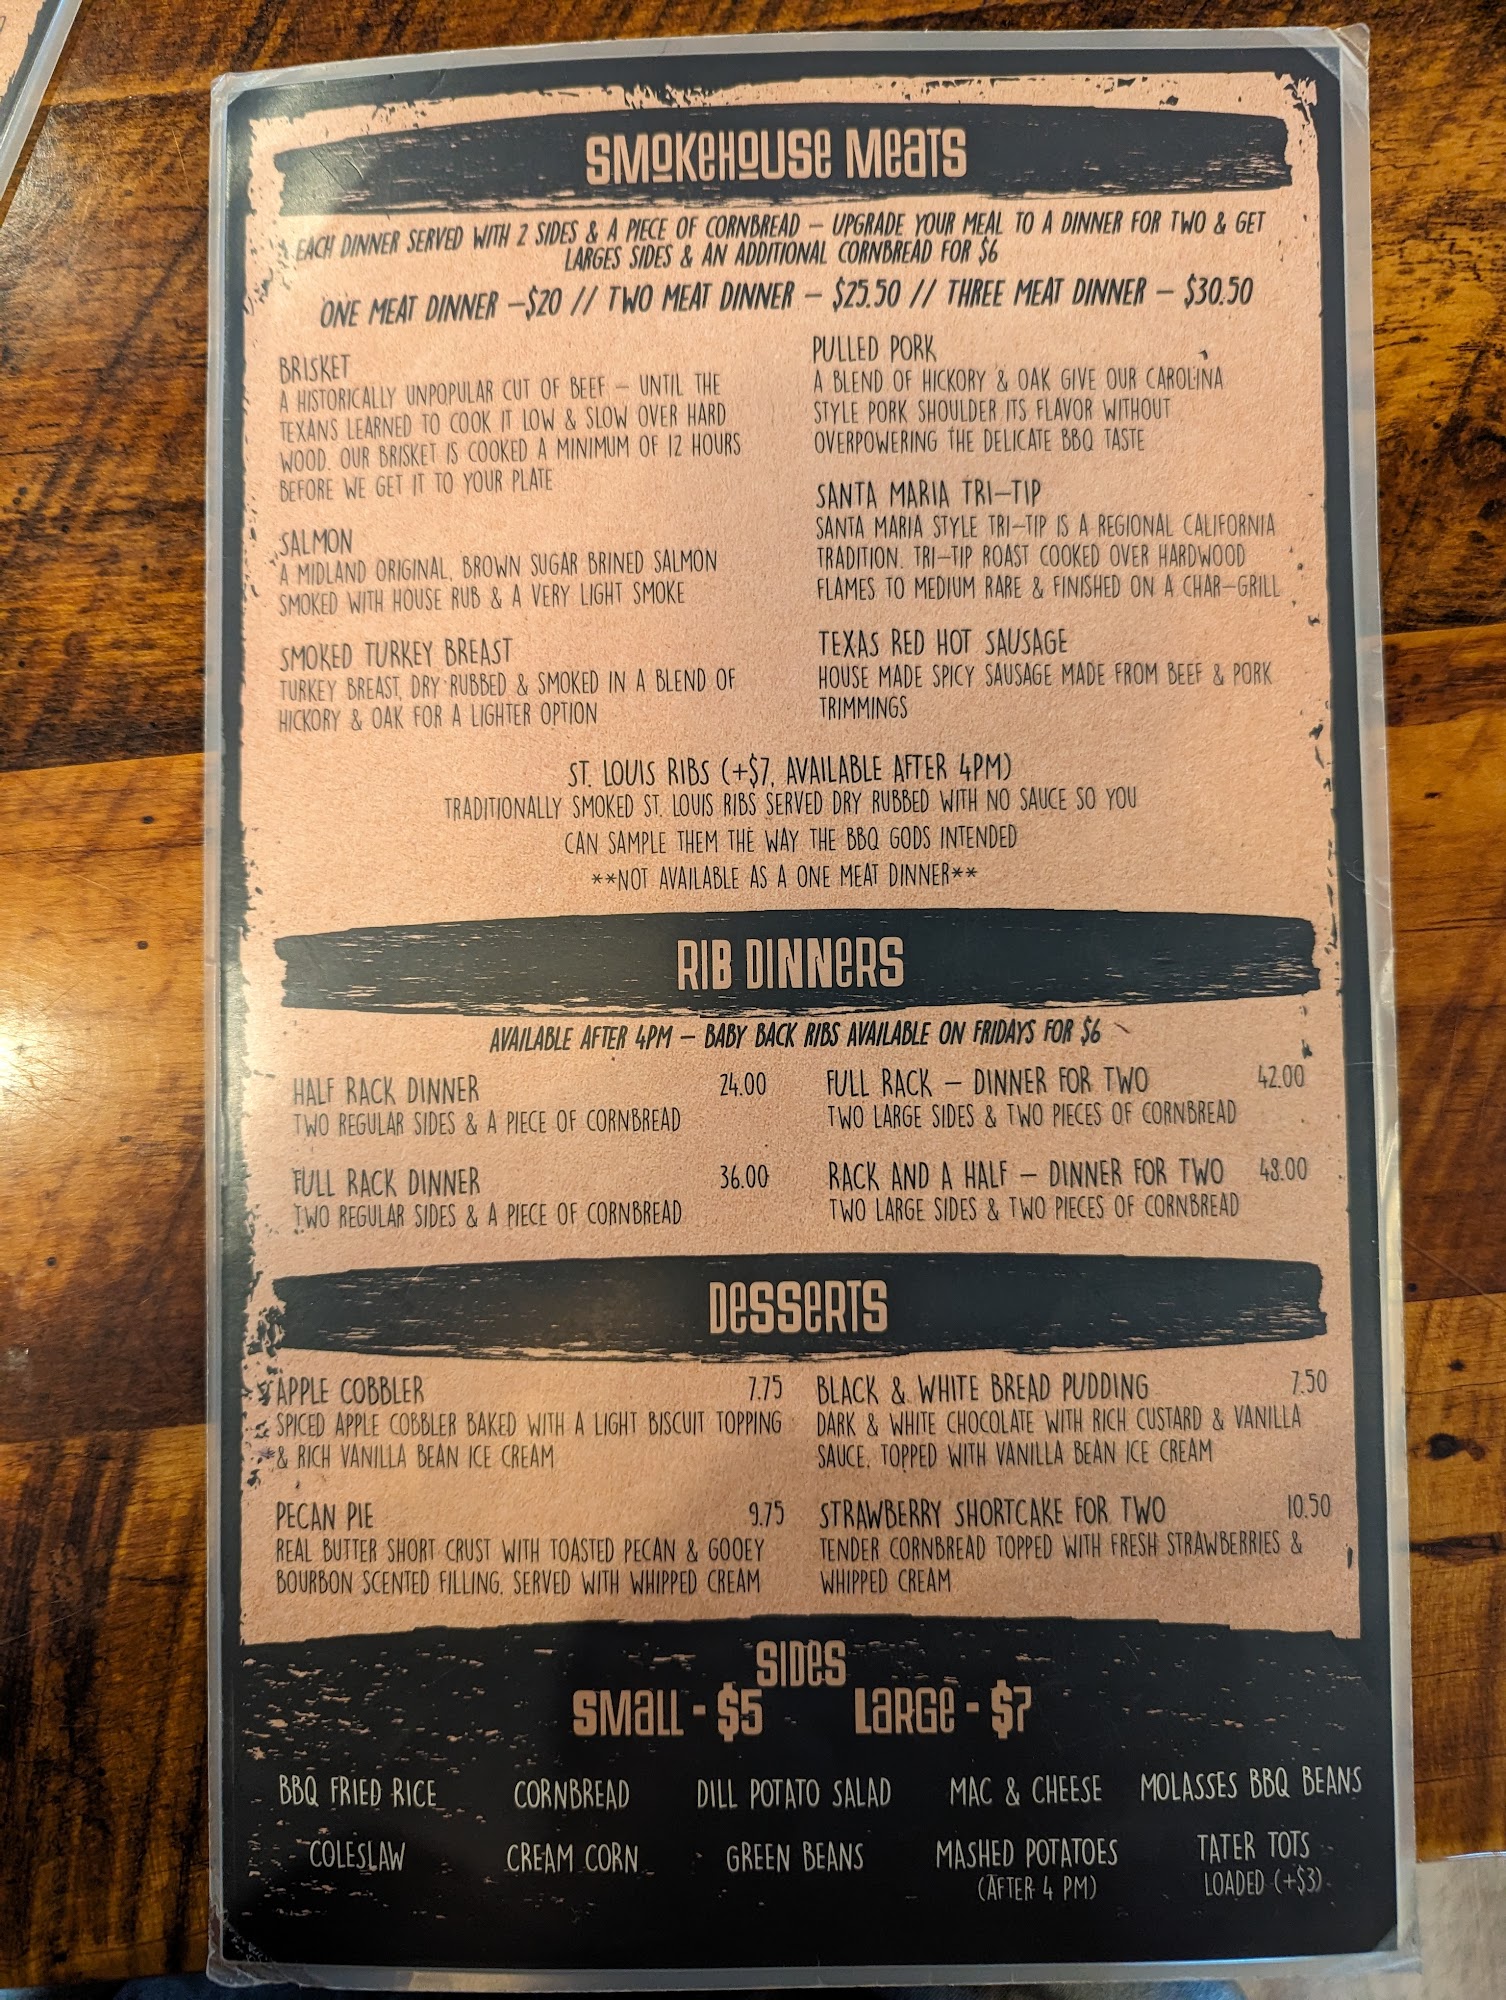 SMOKEHOUSE MEATS
EACH DINNER SERVED WITH 2 SIDES & A PIECE OF CORNBREAD – UPGRADE YOUR MEAL TO A DINNER FOR TWO & GET
LARGES SIDES & AN ADDITIONAL CORNBREAD FOR $6
ONE MEAT DINNER –$20 // TWO MEAT DINNER – $25.50 // THREE MEAT DINNER – $30.50
BRISKET
A HISTORICALLY UNPOPULAR CUT OF BEEF – UNTIL THE
TEXANS LEARNED TO COOK IT LOW & SLOW OVER HARD
WOOD. OUR BRISKET IS COOKED A MINIMUM OF 12 HOURS
BEFORE WE GET IT TO YOUR PLATE
SALMON
A MIDLAND ORIGINAL, BROWN SUGAR BRINED SALMON
SMOKED WITH HOUSE RUB & A VERY LIGHT SMOKE
SMOKED TURKEY BREAST
TURKEY BREAST, DRY RUBBED & SMOKED IN A BLEND OF
HICKORY & OAK FOR A LIGHTER OPTION
PULLED PORK
A BLEND OF HICKORY & OAK GIVE OUR CAROLINA
STYLE PORK SHOULDER ITS FLAVOR WITHOUT
OVERPOWERING THE DELICATE BBQ TASTE
SANTA MARIA TRI–TIP
SANTA MARIA STYLE TRI–TIP IS A REGIONAL CALIFORNIA
TRADITION. TRI–TIP ROAST COOKED OVER HARDWOOD
FLAMES TO MEDIUM RARE & FINISHED ON A CHAR–GRILL
TEXAS RED HOT SAUSAGE
HOUSE MADE SPICY SAUSAGE MADE FROM BEEF & PORK
TRIMMINGS
ST. LOUIS RIBS (+$7, AVAILABLE AFTER 4PM)
TRADITIONALLY SMOKED ST. LOUIS RIBS SERVED DRY RUBBED WITH NO SAUCE SO YOU
CAN SAMPLE THEM THE WAY THE BBQ GODS INTENDED
**NOT AVAILABLE AS A ONE MEAT DINNER**
RIB DINNERS
AVAILABLE AFTER 4PM – BABY BACK RIBS AVAILABLE ON FRIDAYS FOR $6
HALF RACK DINNER 24.00
TWO REGULAR SIDES & A PIECE OF CORNBREAD
FULL RACK DINNER 36.00
TWO REGULAR SIDES & A PIECE OF CORNBREAD
FULL RACK – DINNER FOR TWO 42.00
TWO LARGE SIDES & TWO PIECES OF CORNBREAD
RACK AND A HALF – DINNER FOR TWO 48.00
TWO LARGE SIDES & TWO PIECES OF CORNBREAD
DESSERTS
APPLE COBBLER 7.75
SPICED APPLE COBBLER BAKED WITH A LIGHT BISCUIT TOPPING
& RICH VANILLA BEAN ICE CREAM
PECAN PIE 9.75
REAL BUTTER SHORT CRUST WITH TOASTED PECAN & GOOEY
BOURBON SCENTED FILLING, SERVED WITH WHIPPED CREAM
BLACK & WHITE BREAD PUDDING 7.50
DARK & WHITE CHOCOLATE WITH RICH CUSTARD & VANILLA
SAUCE, TOPPED WITH VANILLA BEAN ICE CREAM
STRAWBERRY SHORTCAKE FOR TWO 10.50
TENDER CORNBREAD TOPPED WITH FRESH STRAWBERRIES &
WHIPPED CREAM
SIDES
SMALL - $5 LARGE - $7
BBQ FRIED RICE CORNBREAD DILL POTATO SALAD MAC & CHEESE MOLASSES BBQ BEANS
COLESLAW CREAM CORN GREEN BEANS MASHED POTATOES TATER TOTS
(AFTER 4 PM) LOADED (+$3)